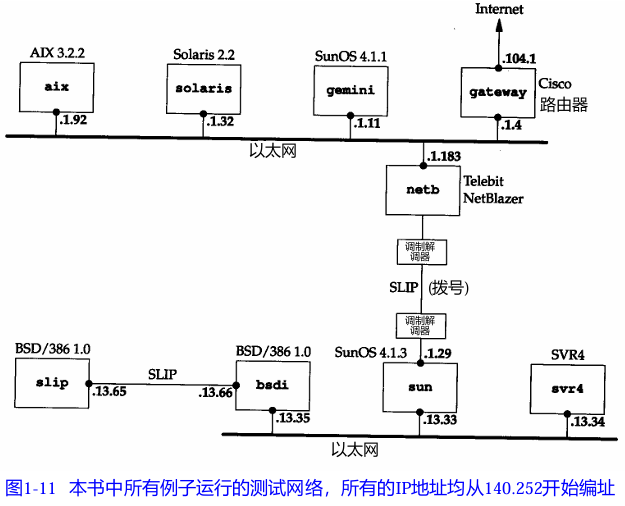 Internet
AIX 3.2.2
Solaris 2.2
SunOS 4.1.1
.104.1
aix
solaris
gemini
gateway
Cisco
路由器
.1.92
.1.32
.1.11
.1.4
以太网
.1.183
netb
Telebit
NetBlazer
调制解
调器
SLIP (拨号)
调制解
调器
BSD/386 1.0
BSD/386 1.0
SunOS 4.1.3
.1.29
SVR4
slip
SLIP
bsdi
sun
svr4
.13.65
.13.66
.13.35
.13.33
.13.34
以太网
图1-11 本书中所有例子运行的测试网络，所有的IP地址均从140.252开始编址